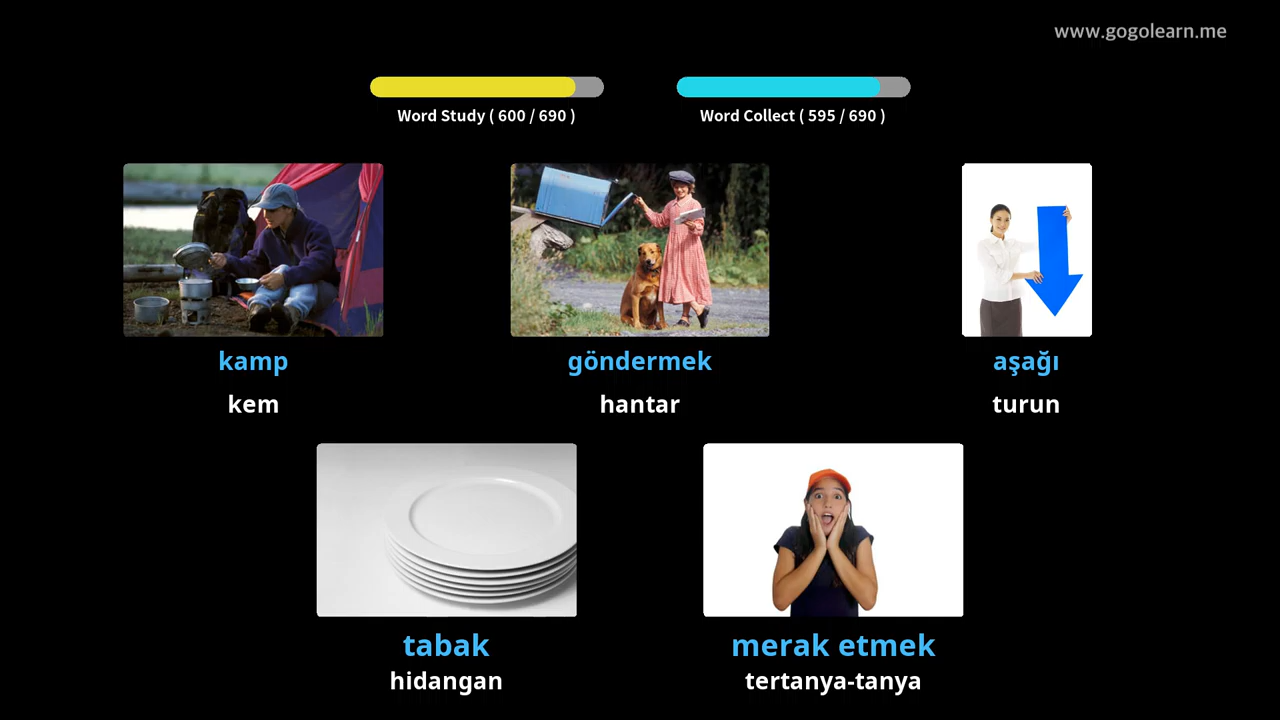 www.gogolearn.me
Word Study ( 600 / 690 )
Word Collect ( 595 / 690 )
kamp
göndermek
aşağı
kem
hantar
turun
tabak
merak etmek
hidangan
tertanya-tanya